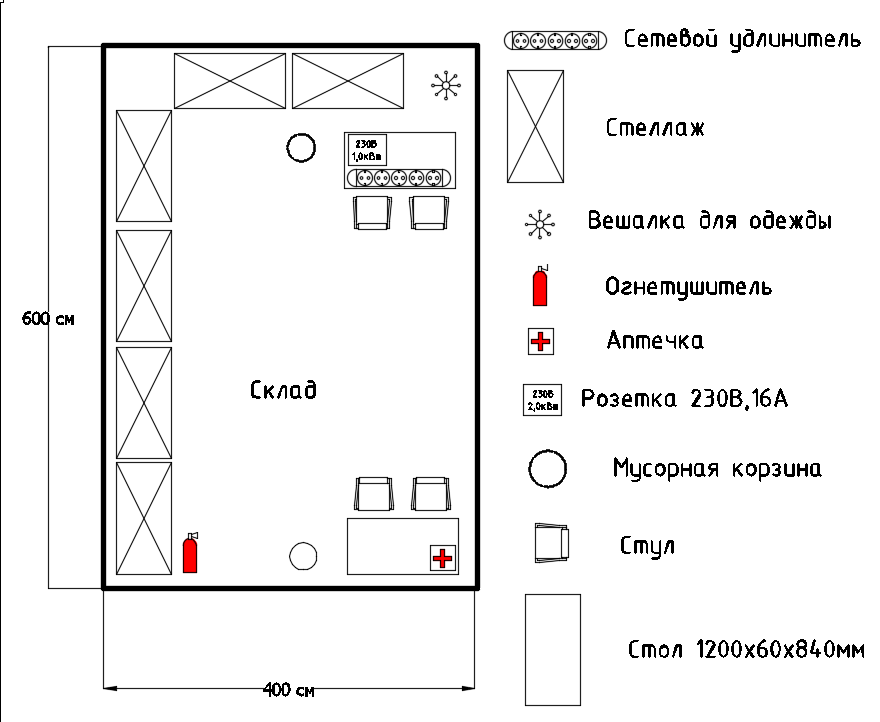 Сетевой удлинитель
230В
1,0кВт
Стеллаж
Вешалка для одежды
Огнетушитель
600 см
Аптечка
Склад
230В
2,0кВт
Розетка 230В,16А
Мусорная корзина
Стул
Стол 1200х60х840мм
400 см